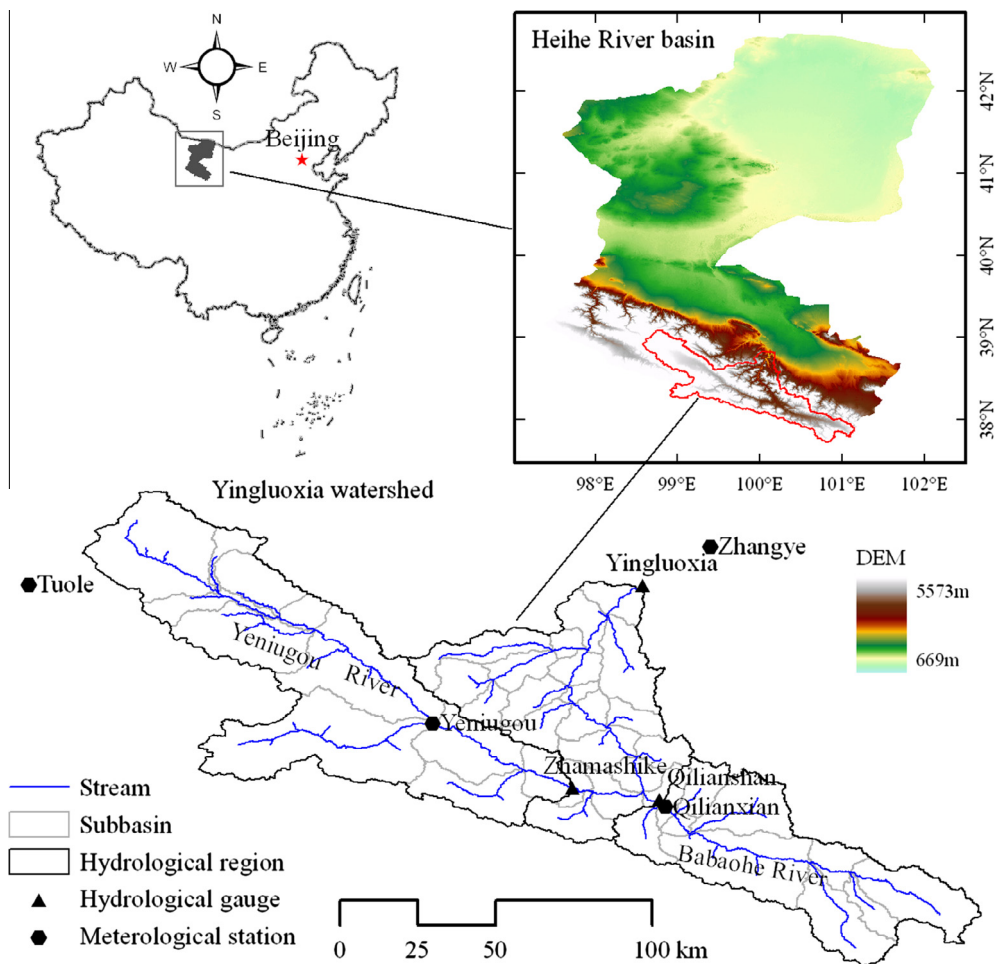 N
W
E
S
Beijing
Heihe River basin
42°N
41°N
40°N
39°N
38°N
98°E
99°E
100°E
101°E
102°E
Yingluoxia watershed
Zhangye
Yingluoxia
Tuole
DEM
5573m
669m
Yeniugou River
Yeniugou
Zhamashike
Qilianshan
Qilianxian
Babaohe River
Stream
Subbasin
Hydrological region
Hydrological gauge
Meterological station
0 25 50 100 km